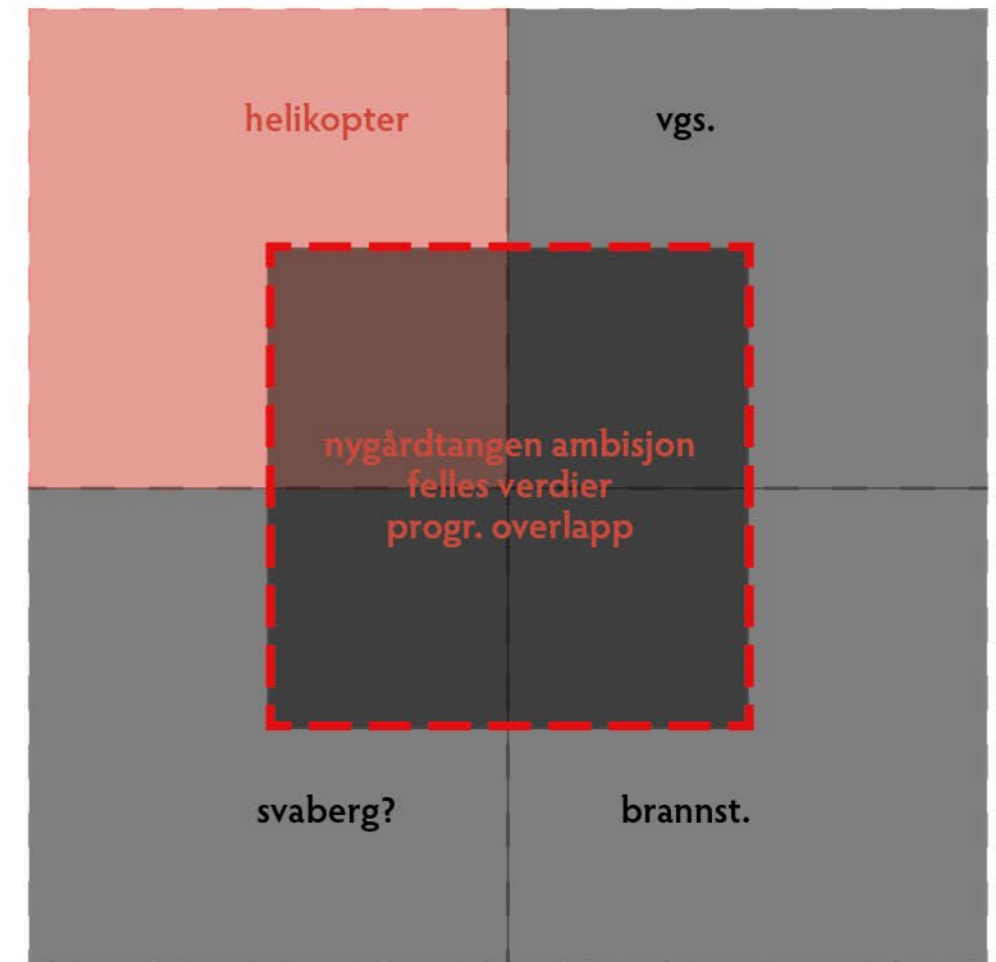 helikopter
vgs.
nygårdtangen ambisjon
felles verdier
progr. overlapp
svaberg?
brannst.